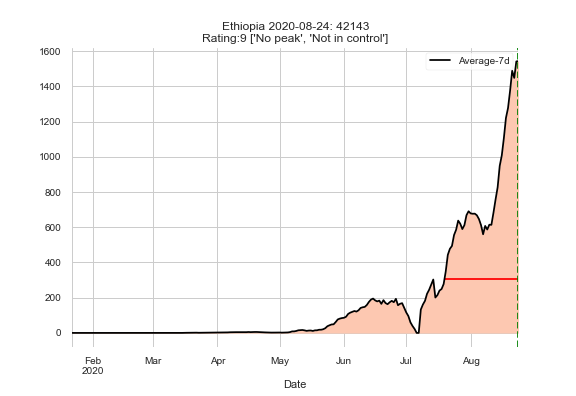 Ethiopia 2020-08-24: 42143
Rating:9 ['No peak', 'Not in control']
Average-7d
1600
1400
1200
1000
800
600
400
200
0
Feb
2020
Mar
Apr
May
Jun
Jul
Aug
Date